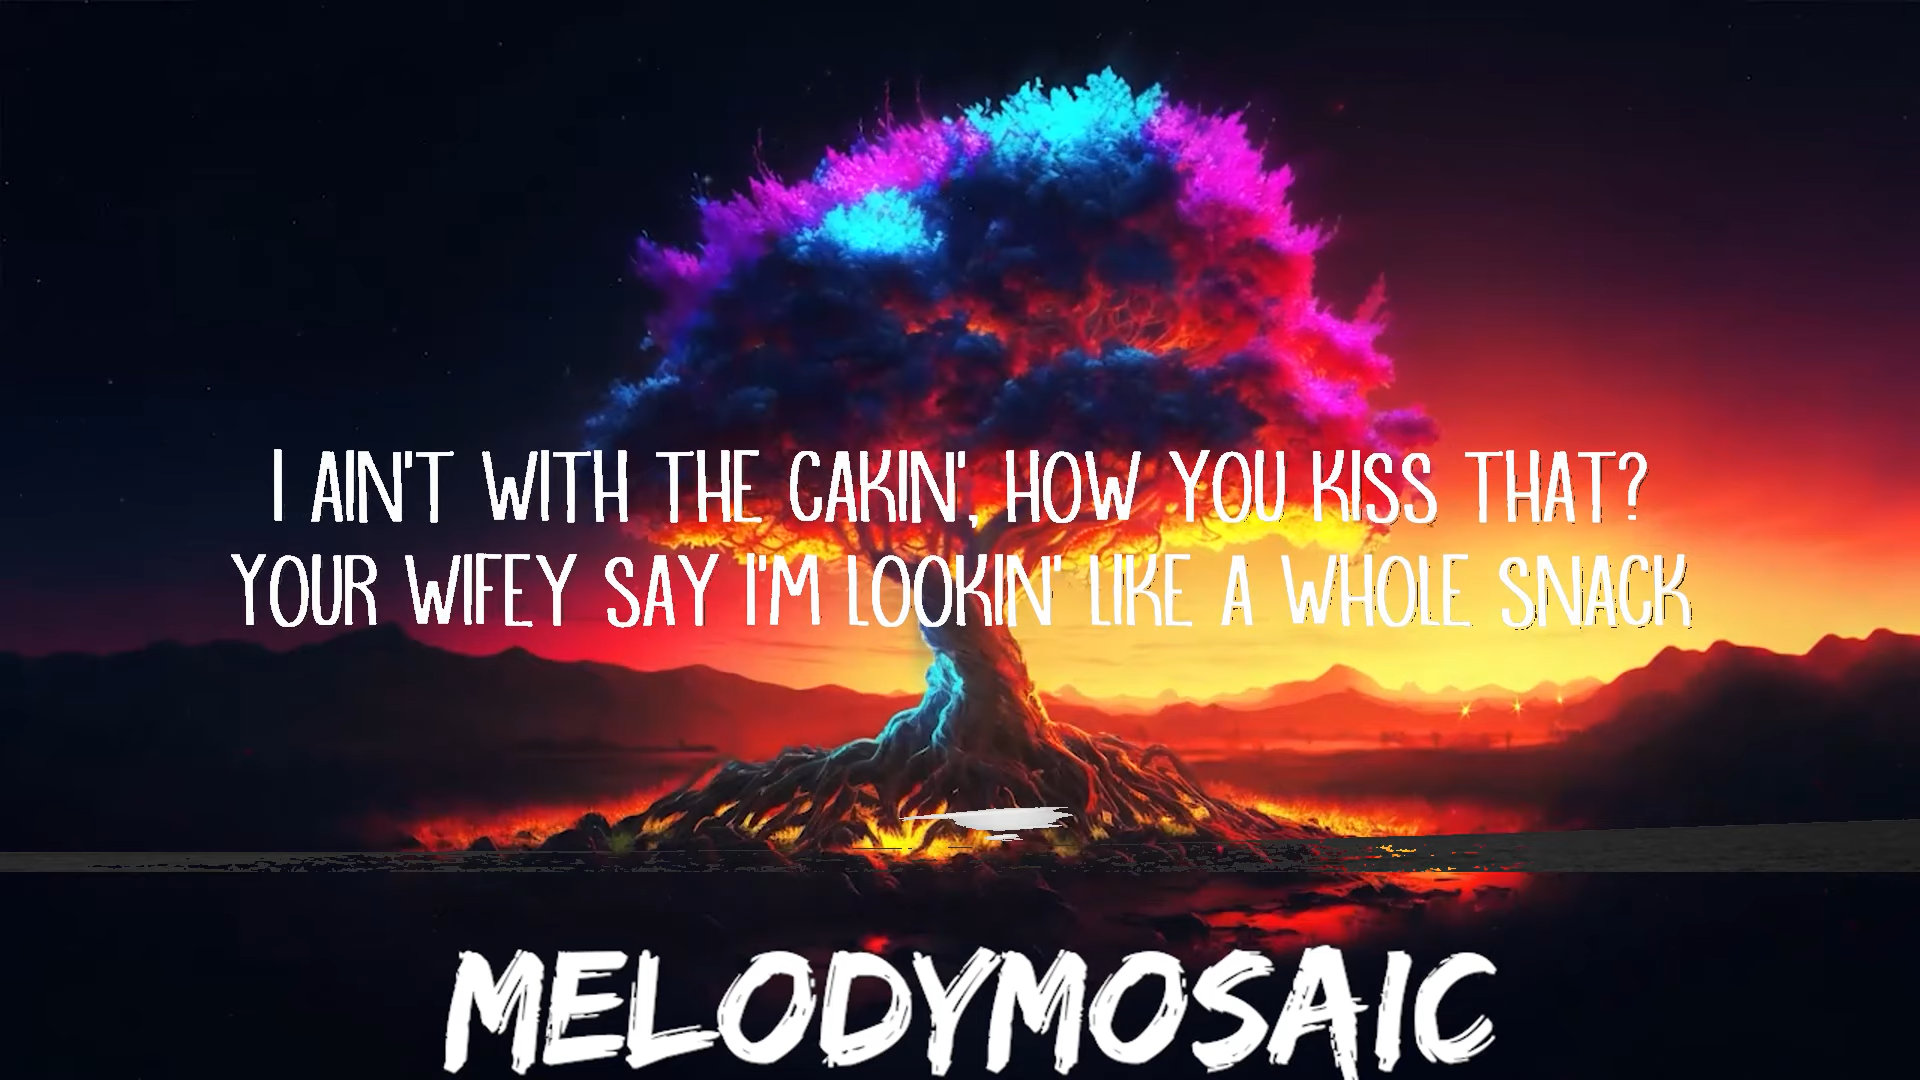 I AIN'T WITH THE CAKIN', HOW YOU KISS THAT?
YOUR WIFEY SAY I'M LOOKIN' LIKE A WHOLE SNACK
MELODYMOSAIC